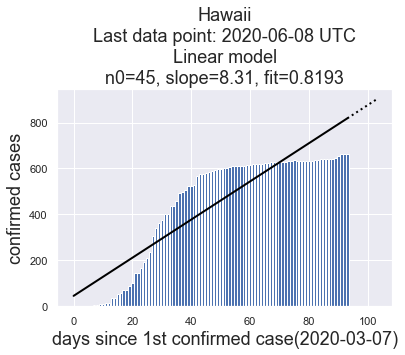 Hawaii
Last data point: 2020-06-08 UTC
Linear model
n0=45, slope=8.31, fit=0.8193
confirmed cases
800
600
400
200
0
0 20 40 60 80 100
days since 1st confirmed case(2020-03-07)